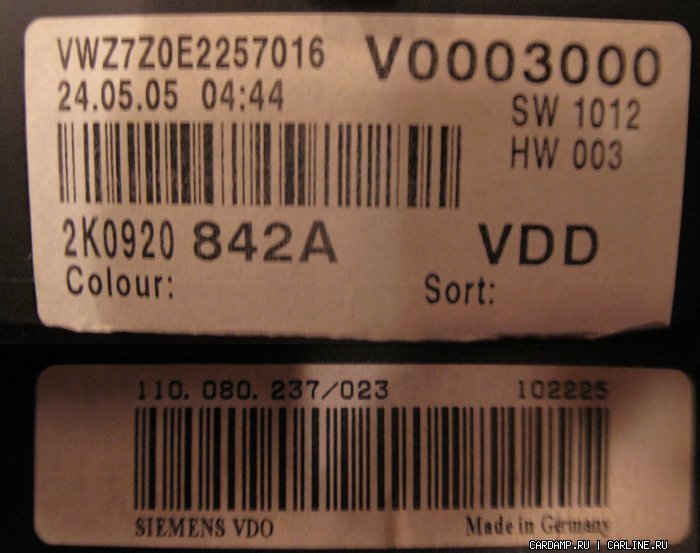 VWZ7Z0E2257016 V0003000
24.05.05 04:44 SW 1012
HW 003
2K0920 842A VDD
Colour: Sort:
110.080.237/023 102225
SIEMENS VDO Made in Germany
CARDAMP.RU | CARLINE.RU